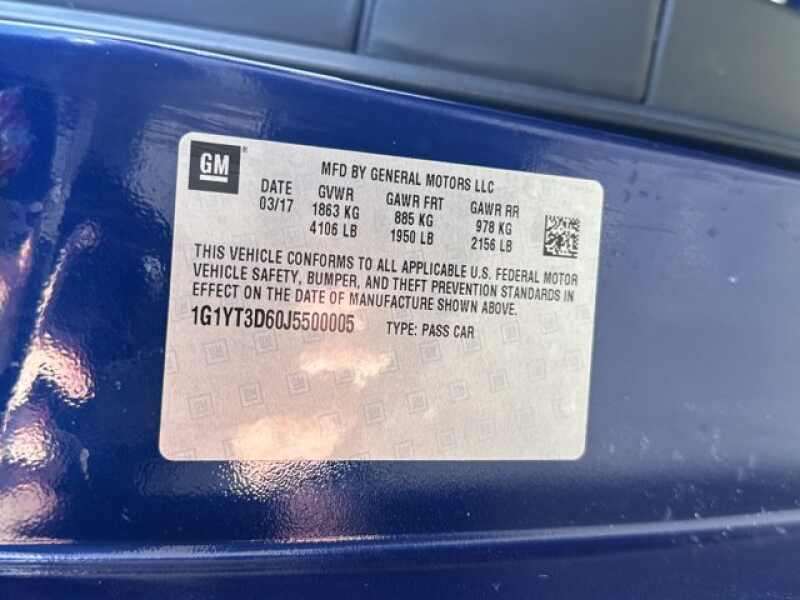 GM®
MFD BY GENERAL MOTORS LLC
DATE GVWR GAWR FRT GAWR RR
03/17 1863 KG 885 KG 978 KG
4106 LB 1950 LB 2156 LB
THIS VEHICLE CONFORMS TO ALL APPLICABLE U.S. FEDERAL MOTOR
VEHICLE SAFETY, BUMPER, AND THEFT PREVENTION STANDARDS IN
EFFECT ON THE DATE OF MANUFACTURE SHOWN ABOVE.
1G1YT3D60J5500005 TYPE: PASS CAR